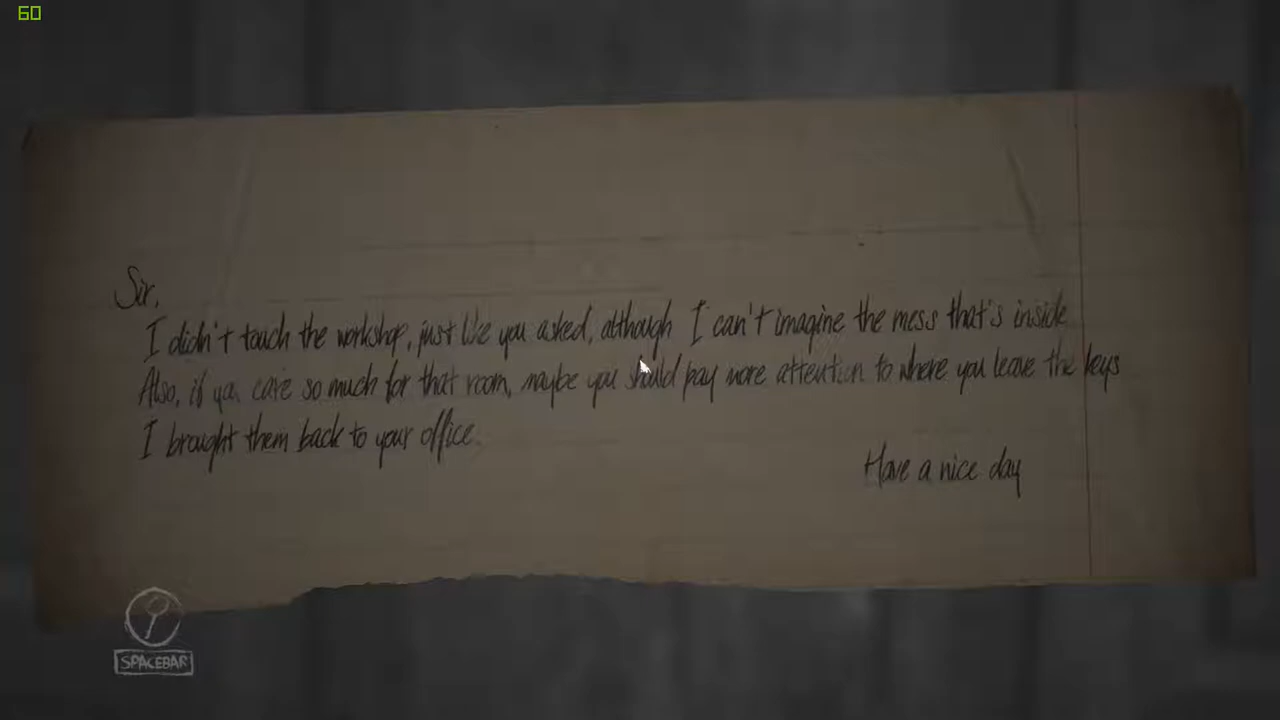 60
Sir,
I didn't touch the workshop, just like you asked, although I can't imagine the mess that's inside
Also, if you care so much for that room, maybe you should pay more attention to where you leave the keys
I brought them back to your office.
Have a nice day
SPACEBAR